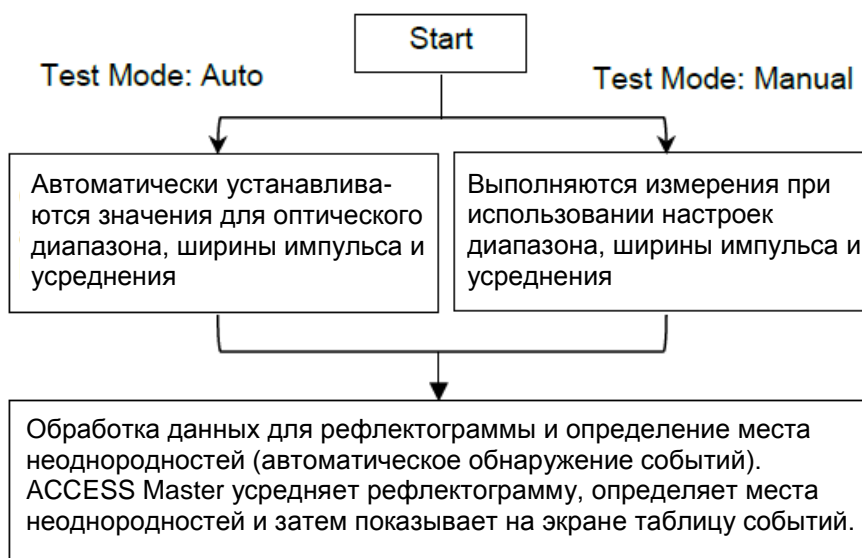 Start
Test Mode: Auto
Test Mode: Manual
Автоматически устанавлива-
ются значения для оптического
диапазона, ширины импульса и
усреднения
Выполняются измерения при
использовании настроек
диапазона, ширины импульса и
усреднения
Обработка данных для рефлектограммы и определение места
неоднородностей (автоматическое обнаружение событий).
ACCESS Master усредняет рефлектограмму, определяет места
неоднородностей и затем показывает на экране таблицу событий.